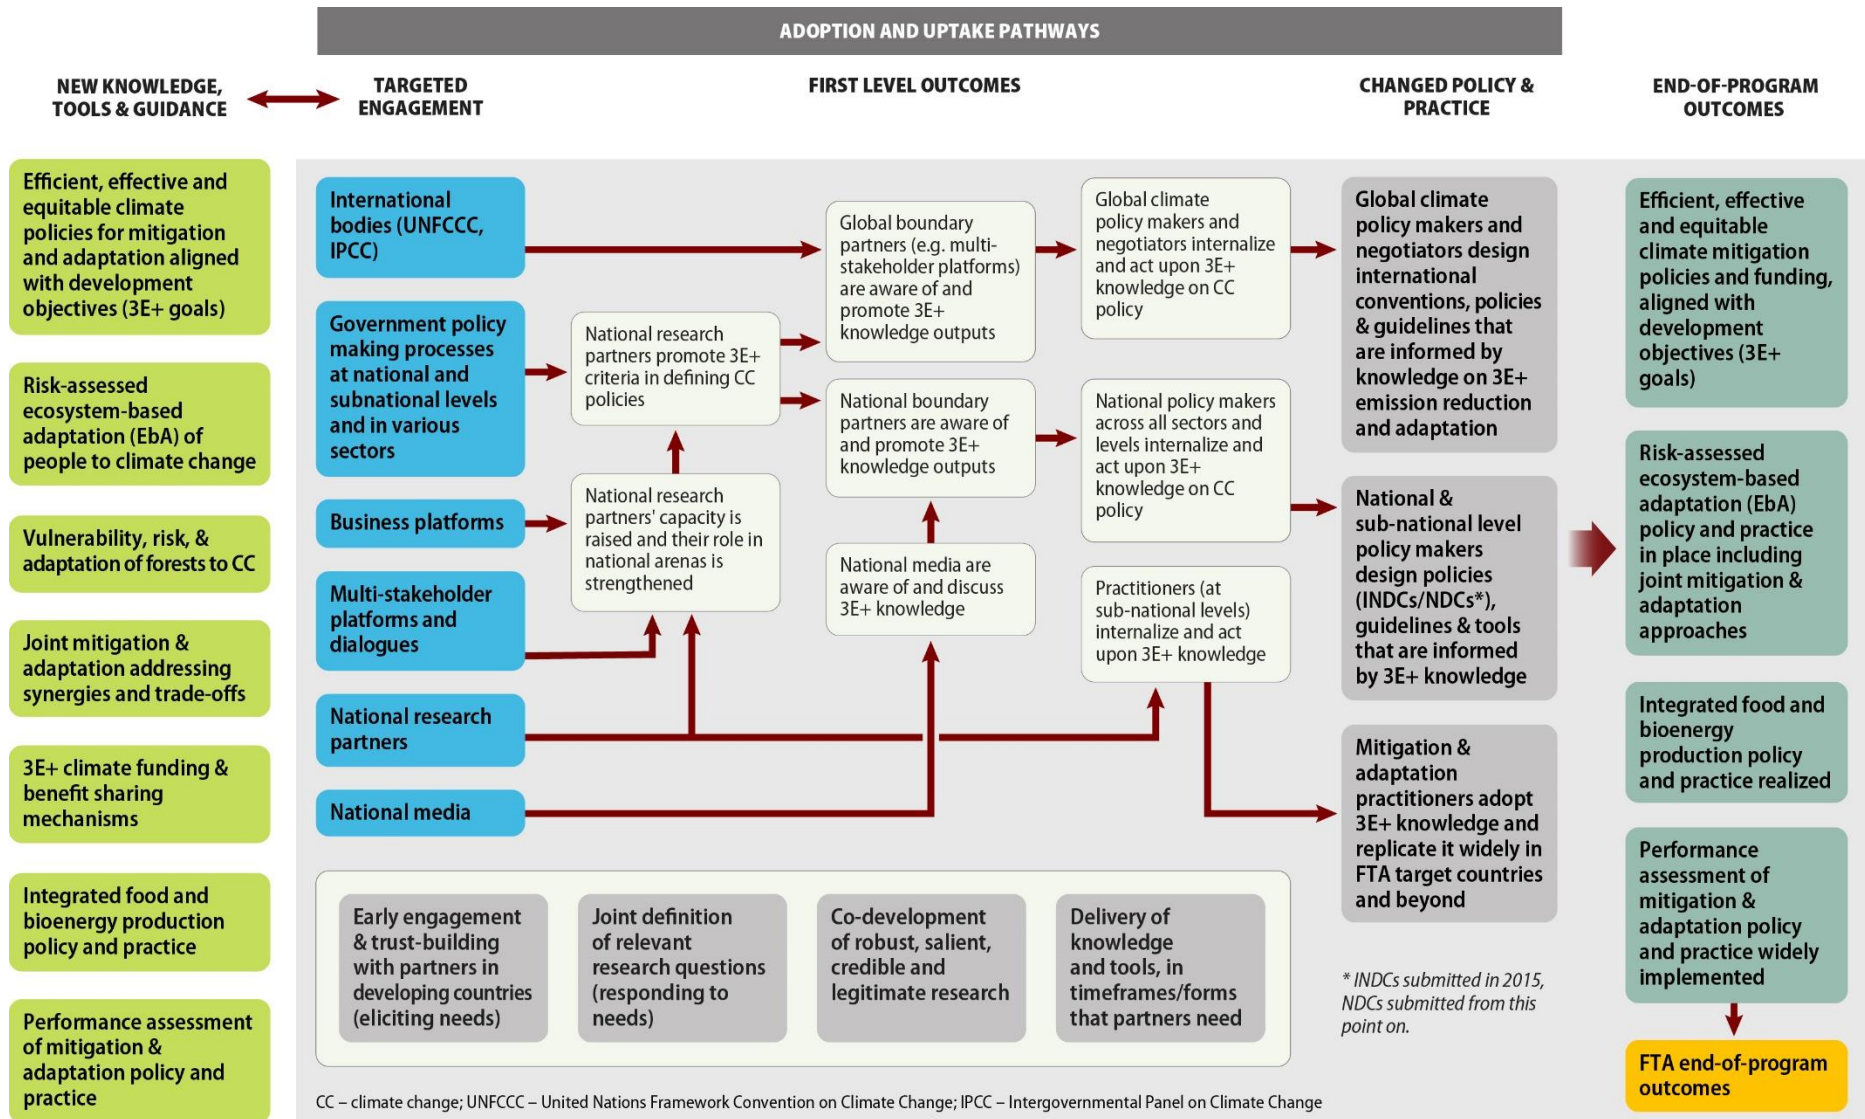 ADOPTION AND UPTAKE PATHWAYS
NEW KNOWLEDGE,
TOOLS & GUIDANCE
TARGETED
ENGAGEMENT
FIRST LEVEL OUTCOMES
CHANGED POLICY &
PRACTICE
END-OF-PROGRAM
OUTCOMES
Efficient, effective and
equitable climate
policies for mitigation
and adaptation aligned
with development
objectives (3E+ goals)
Risk-assessed
ecosystem-based
adaptation (EbA) of
people to climate change
Vulnerability, risk, &
adaptation of forests to CC
Joint mitigation &
adaptation addressing
synergies and trade-offs
3E+ climate funding &
benefit sharing
mechanisms
Integrated food and
bioenergy production
policy and practice
Performance assessment
of mitigation &
adaptation policy and
practice
International
bodies (UNFCCC,
IPCC)
Government policy
making processes
at national and
subnational levels
and in various
sectors
Business platforms
Multi-stakeholder
platforms and
dialogues
National research
partners
National media
National research
partners promote 3E+
criteria in defining CC
policies
National research
partners' capacity is
raised and their role in
national arenas is
strengthened
Global boundary
partners (e.g. multi-
stakeholder platforms)
are aware of and
promote 3E+
knowledge outputs
National boundary
partners are aware of
and promote 3E+
knowledge outputs
National media are
aware of and discuss
3E+ knowledge
Global climate
policy makers and
negotiators internalize
and act upon 3E+
knowledge on CC
policy
National policy makers
across all sectors and
levels internalize and
act upon 3E+
knowledge on CC
policy
Practitioners (at
sub-national levels)
internalize and act
upon 3E+ knowledge
Global climate
policy makers and
negotiators design
international
conventions, policies
& guidelines that
are informed by
knowledge on 3E+
emission reduction
and adaptation
National &
sub-national level
policy makers
design policies
(INDCs/NDCs*),
guidelines & tools
that are informed
by 3E+ knowledge
Mitigation &
adaptation
practitioners adopt
3E+ knowledge and
replicate it widely in
FTA target countries
and beyond
* INDCs submitted in 2015,
NDCs submitted from this
point on.
Efficient, effective
and equitable
climate mitigation
policies and funding,
aligned with
development
objectives (3E+
goals)
Risk-assessed
ecosystem-based
adaptation (EbA)
policy and practice
in place including
joint mitigation &
adaptation
approaches
Integrated food and
bioenergy
production policy
and practice realized
Performance
assessment of
mitigation &
adaptation policy
and practice widely
implemented
FTA end-of-program
outcomes
Early engagement
& trust-building
with partners in
developing countries
(eliciting needs)
Joint definition
of relevant
research questions
(responding to
needs)
Co-development
of robust, salient,
credible and
legitimate research
Delivery of
knowledge
and tools, in
timeframes/forms
that partners need
CC – climate change; UNFCCC – United Nations Framework Convention on Climate Change; IPCC – Intergovernmental Panel on Climate Change